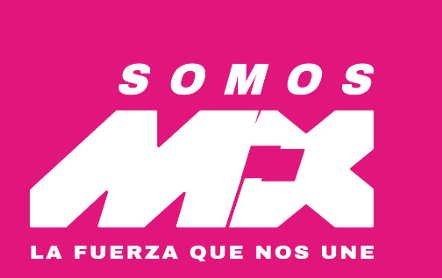 SOMOS
MX
LA FUERZA QUE NOS UNE